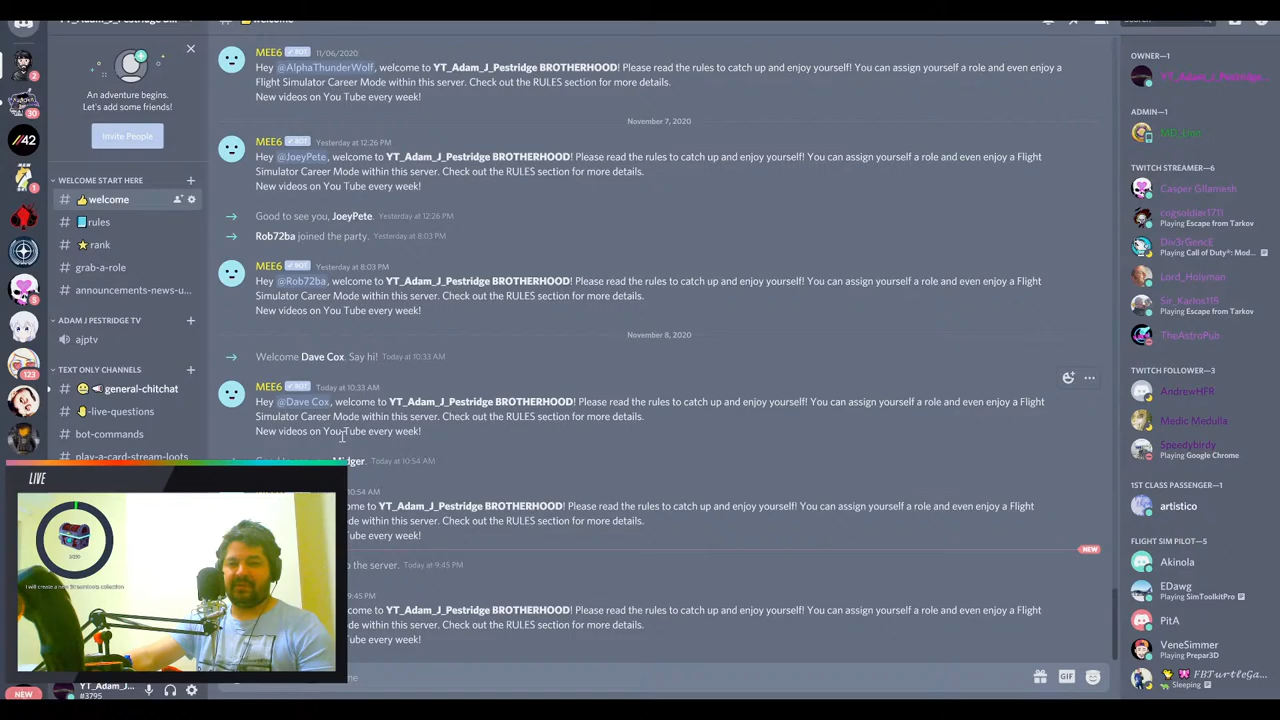 An adventure begins.
Let's add some friends!
Invite People
WELCOME START HERE
welcome
rules
rank
grab-a-role
announcements-news-u...
ADAM J PESTRIDGE TV
ajptv
TEXT ONLY CHANNELS
general-chitchat
-live-questions
bot-commands
play-a-card-stream-loots
2
30
1
5
123
NEW
YT_Adam_J...
#3795
welcome
MEE6 BOT 11/06/2020
Hey @AlphaThunderWolf, welcome to YT_Adam_J_Pestridge BROTHERHOOD! Please read the rules to catch up and enjoy yourself! You can assign yourself a role and even enjoy a
Flight Simulator Career Mode within this server. Check out the RULES section for more details.
New videos on You Tube every week!
November 7, 2020
MEE6 BOT Yesterday at 12:26 PM
Hey @JoeyPete, welcome to YT_Adam_J_Pestridge BROTHERHOOD! Please read the rules to catch up and enjoy yourself! You can assign yourself a role and even enjoy a Flight
Simulator Career Mode within this server. Check out the RULES section for more details.
New videos on You Tube every week!
Good to see you, JoeyPete. Yesterday at 12:26 PM
Rob72ba joined the party. Yesterday at 8:03 PM
MEE6 BOT Yesterday at 8:03 PM
Hey @Rob72ba, welcome to YT_Adam_J_Pestridge BROTHERHOOD! Please read the rules to catch up and enjoy yourself! You can assign yourself a role and even enjoy a Flight
Simulator Career Mode within this server. Check out the RULES section for more details.
New videos on You Tube every week!
November 8, 2020
Welcome Dave Cox. Say hi! Today at 10:33 AM
MEE6 BOT Today at 10:33 AM
Hey @Dave Cox, welcome to YT_Adam_J_Pestridge BROTHERHOOD! Please read the rules to catch up and enjoy yourself! You can assign yourself a role and even enjoy a Flight
Simulator Career Mode within this server. Check out the RULES section for more details.
New videos on You Tube every week!
Midger. Today at 10:54 AM
10:54 AM
ome to YT_Adam_J_Pestridge BROTHERHOOD! Please read the rules to catch up and enjoy yourself! You can assign yourself a role and even enjoy a Flight
ode within this server. Check out the RULES section for more details.
u Tube every week!
NEW
to the server. Today at 9:45 PM
9:45 PM
ome to YT_Adam_J_Pestridge BROTHERHOOD! Please read the rules to catch up and enjoy yourself! You can assign yourself a role and even enjoy a Flight
ode within this server. Check out the RULES section for more details.
u Tube every week!
GIF
LIVE
I will create a new Streamloots collection
OWNER—1
YT_Adam_J_Pestridge...
ADMIN—1
TWITCH STREAMER—6
Casper Gllamesh
cogsoldier1711
Playing Escape from Tarkov
Div3rGencE
Playing Call of Duty®: Mod...
Lord_Holyman
Sir_Karlos115
Playing Escape from Tarkov
TheAstroPub
TWITCH FOLLOWER—3
AndrewHFR
Medic Medulla
Speedybirdy
Playing Google Chrome
1ST CLASS PASSENGER—1
artistico
FLIGHT SIM PILOT—5
Akinola
EDawg
Playing SimToolkitPro
PitA
VeneSimmer
Playing Prepar3D
FBTurtleGa...
Sleeping